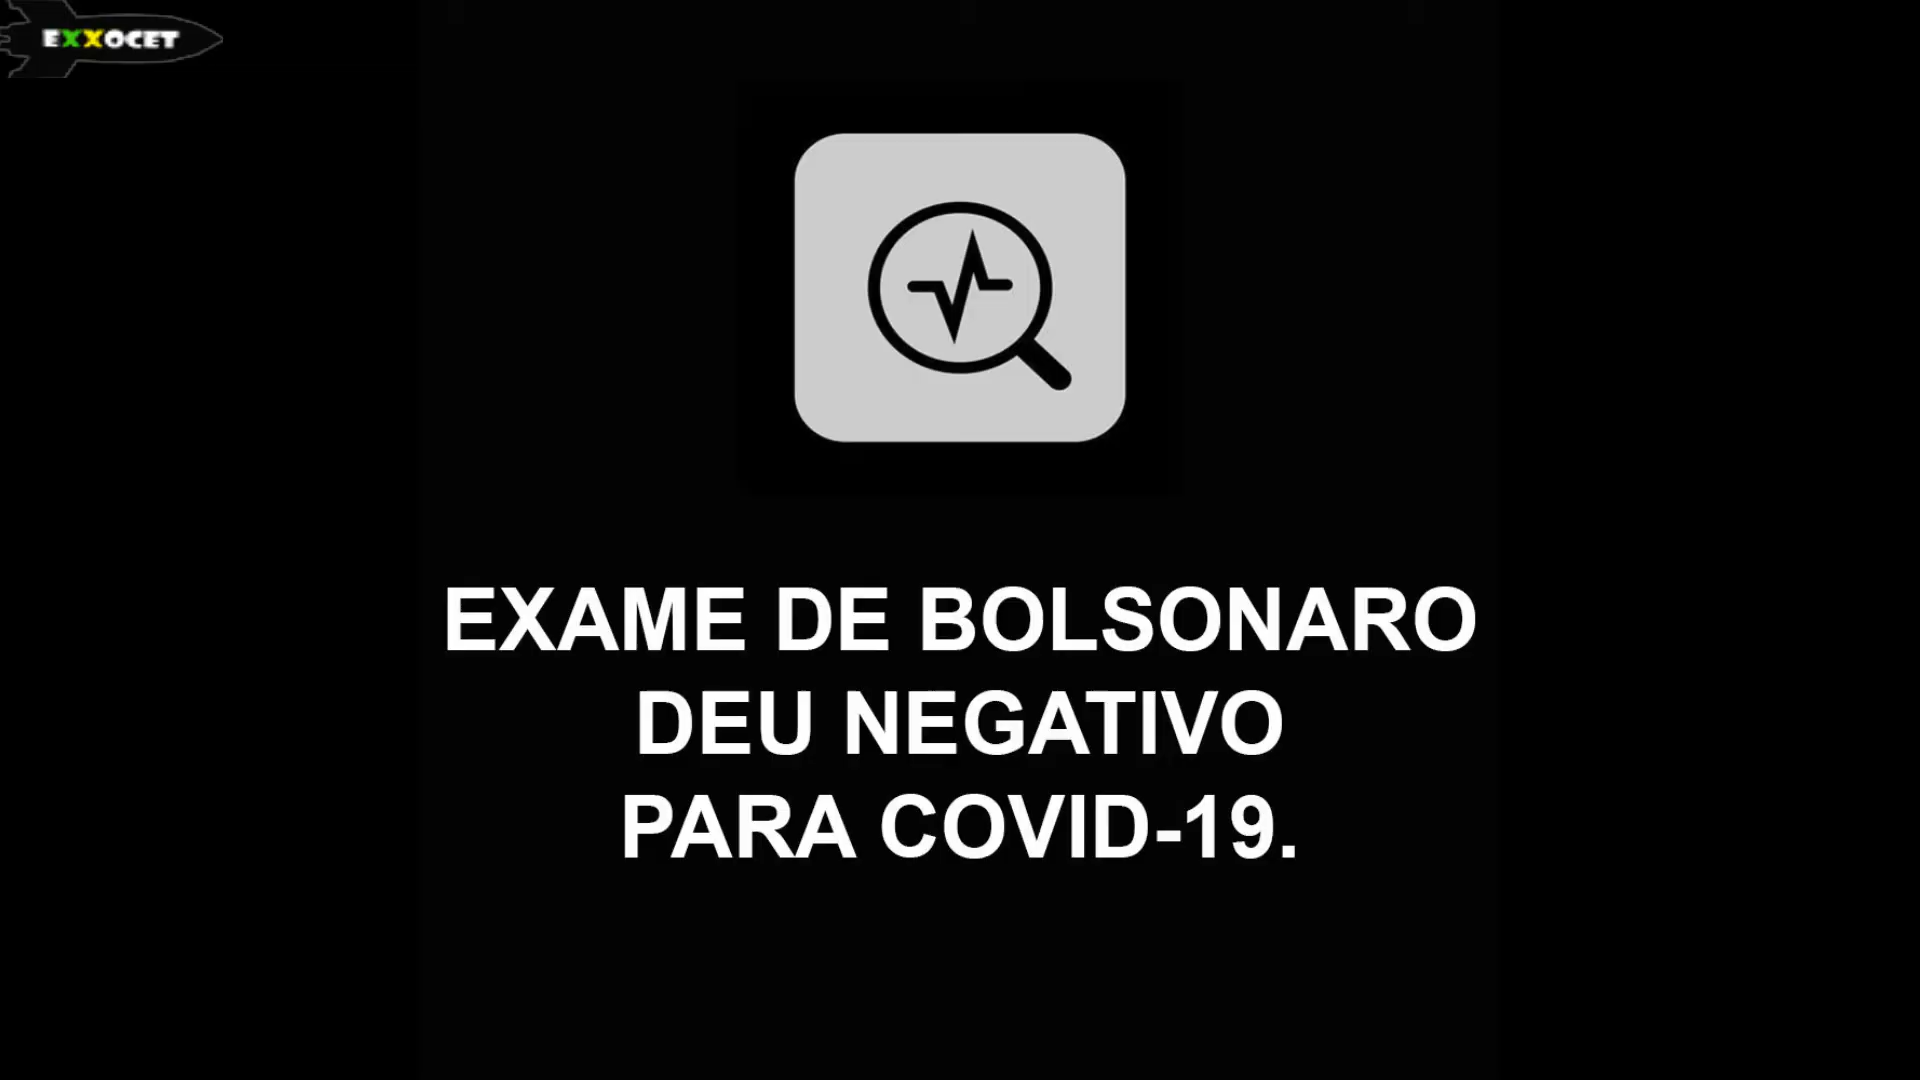 EXXOCET
EXAME DE BOLSONARO
DEU NEGATIVO
PARA COVID-19.